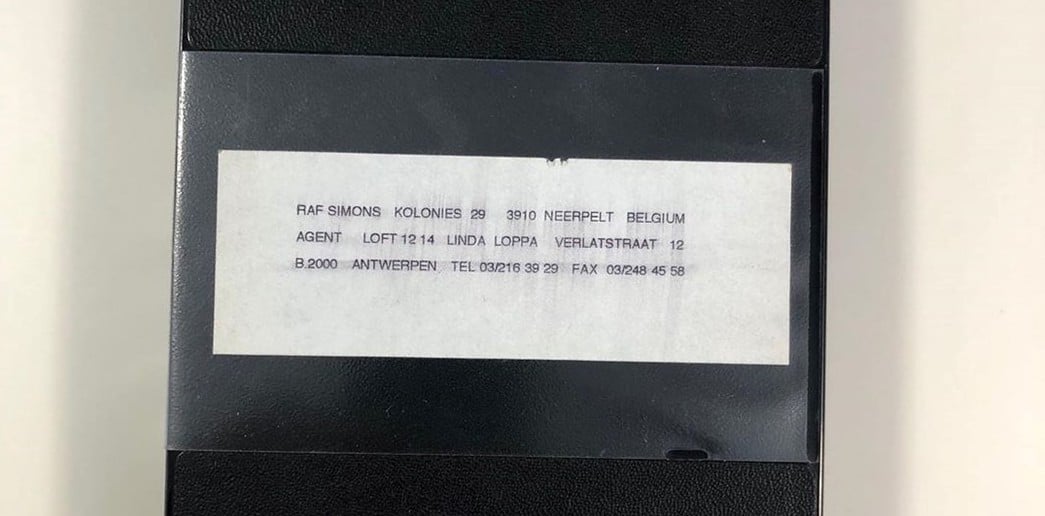 RAF SIMONS KOLONIES 29 3910 NEERPELT BELGIUM
AGENT LOFT 12 14 LINDA LOPPA VERLATSTRAAT 12
B.2000 ANTWERPEN TEL 03/216 39 29 FAX 03/248 45 58